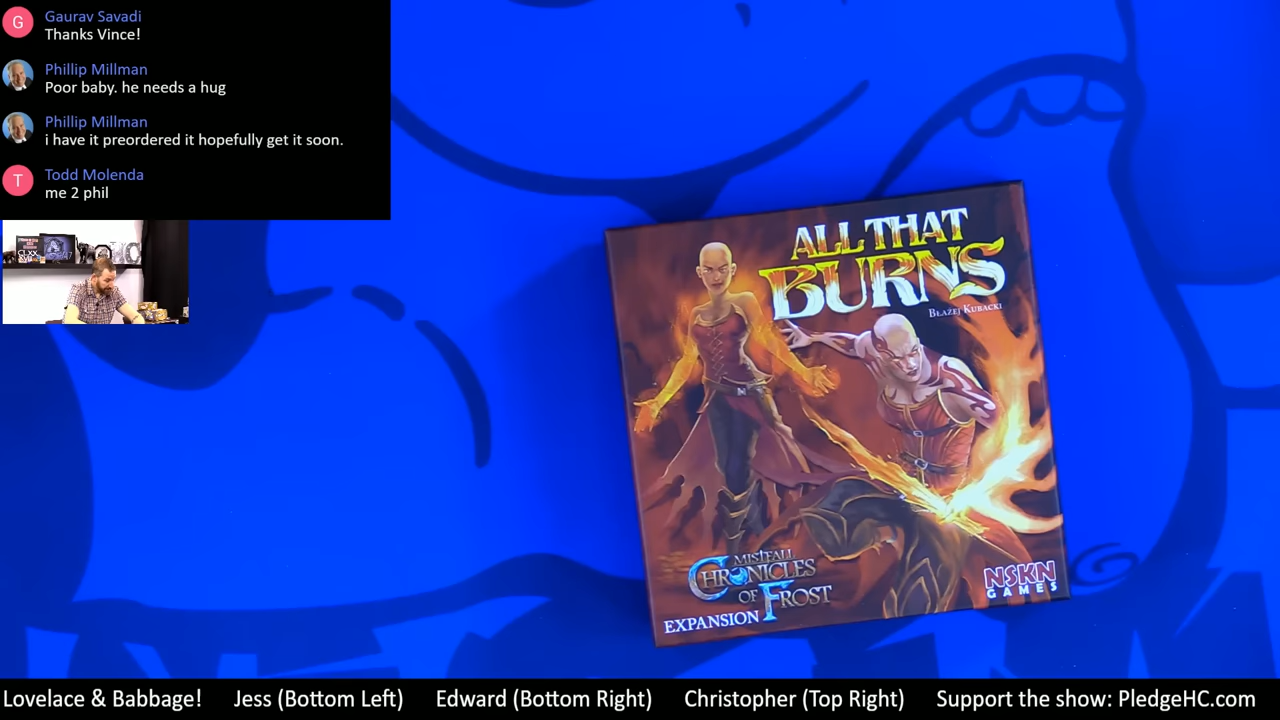 G
Gaurav Savadi
Thanks Vince!
Phillip Millman
Poor baby. he needs a hug
Phillip Millman
i have it preordered it hopefully get it soon.
T
Todd Molenda
me 2 phil
ALL THAT
BURNS
BŁAŻEJ KUBACKI
MISTFALL
CHRONICLES
OF FROST
EXPANSION
NSKN
GAMES
Lovelace & Babbage! Jess (Bottom Left) Edward (Bottom Right) Christopher (Top Right) Support the show: PledgeHC.com